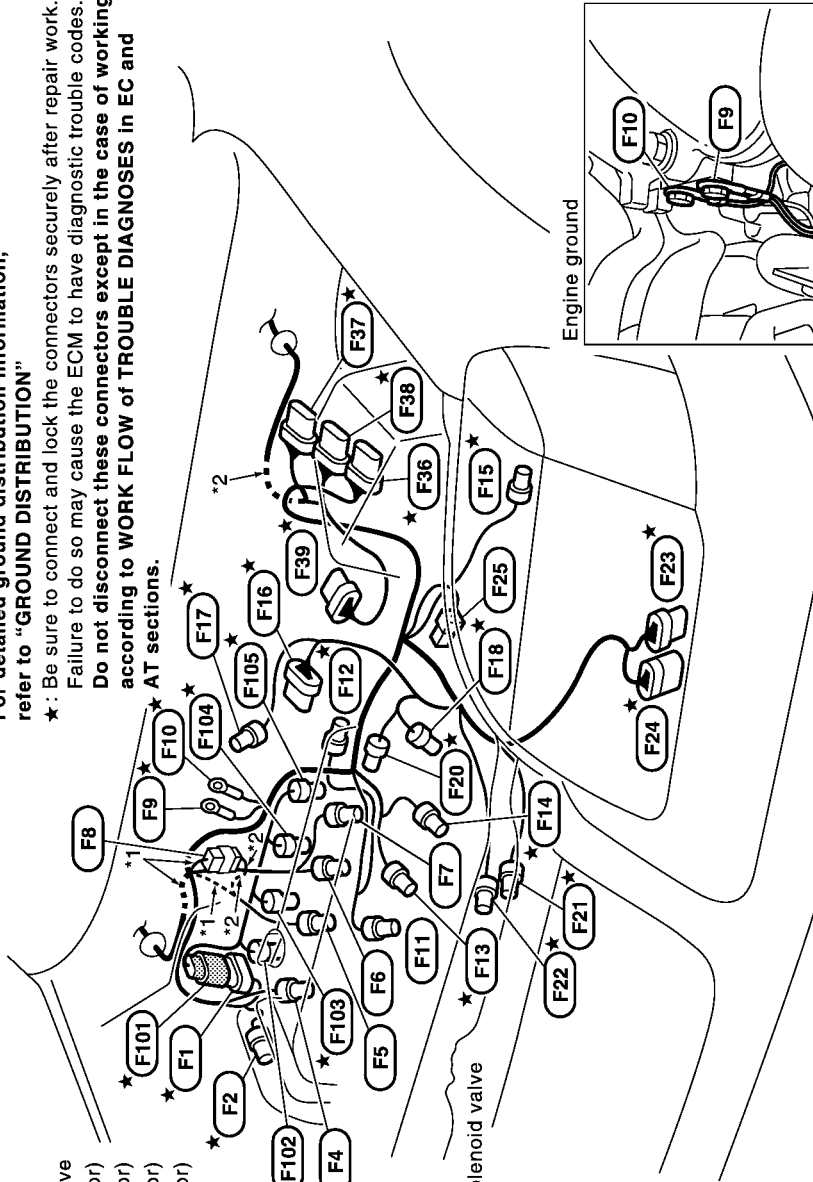 For detailed ground distribution information,
refer to “GROUND DISTRIBUTION”
★: Be sure to connect and lock the connectors securely after repair work.
Failure to do so may cause the ECM to have diagnostic trouble codes.
Do not disconnect these connectors except in the case of working
according to WORK FLOW of TROUBLE DIAGNOSES in EC and
AT sections.
F8
*1
F9 ★
F10 ★
F104 ★
F17 ★
F105 ★
F16 ★
F12 ★
F39 ★
*2
F37 ★
F38 ★
F36 ★
F15 ★
F25
F18 ★
F20 ★
F14
F7
F13 ★
F11
F6
F5
F103 ★
F101 ★
F1 ★
F2 ★
F102
F4
*1
*2
*2
F21 ★
F22 ★
F23 ★
F24 ★
Engine ground
F10
F9
lenoid valve
ve
or)
or)
or)
or)